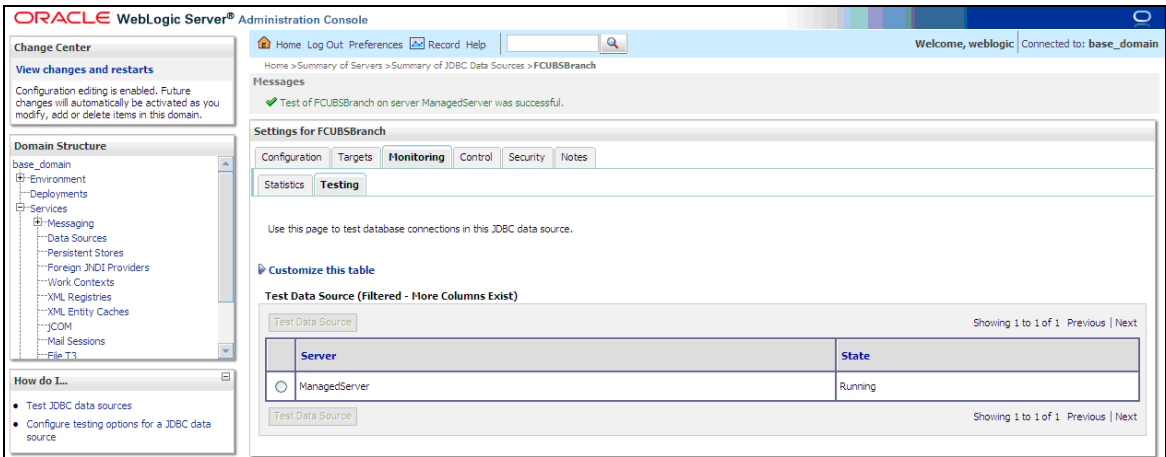 ORACLE WebLogic Server® Administration Console
Change Center
View changes and restarts
Configuration editing is enabled. Future
changes will automatically be activated as you
modify, add or delete items in this domain.
Domain Structure
base_domain
Environment
Deployments
Services
Messaging
Data Sources
Persistent Stores
Foreign JNDI Providers
Work Contexts
XML Registries
XML Entity Caches
jCOM
Mail Sessions
File T3
How do I...
Test JDBC data sources
Configure testing options for a JDBC data
source
Home Log Out Preferences Record Help
Welcome, weblogic Connected to: base_domain
Home >Summary of Servers >Summary of JDBC Data Sources >FCUBSBranch
Messages
Test of FCUBSBranch on server ManagedServer was successful.
Settings for FCUBSBranch
Configuration Targets Monitoring Control Security Notes
Statistics Testing
Use this page to test database connections in this JDBC data source.
Customize this table
Test Data Source (Filtered - More Columns Exist)
Test Data Source Showing 1 to 1 of 1 Previous | Next
Server State
ManagedServer Running
Test Data Source Showing 1 to 1 of 1 Previous | Next